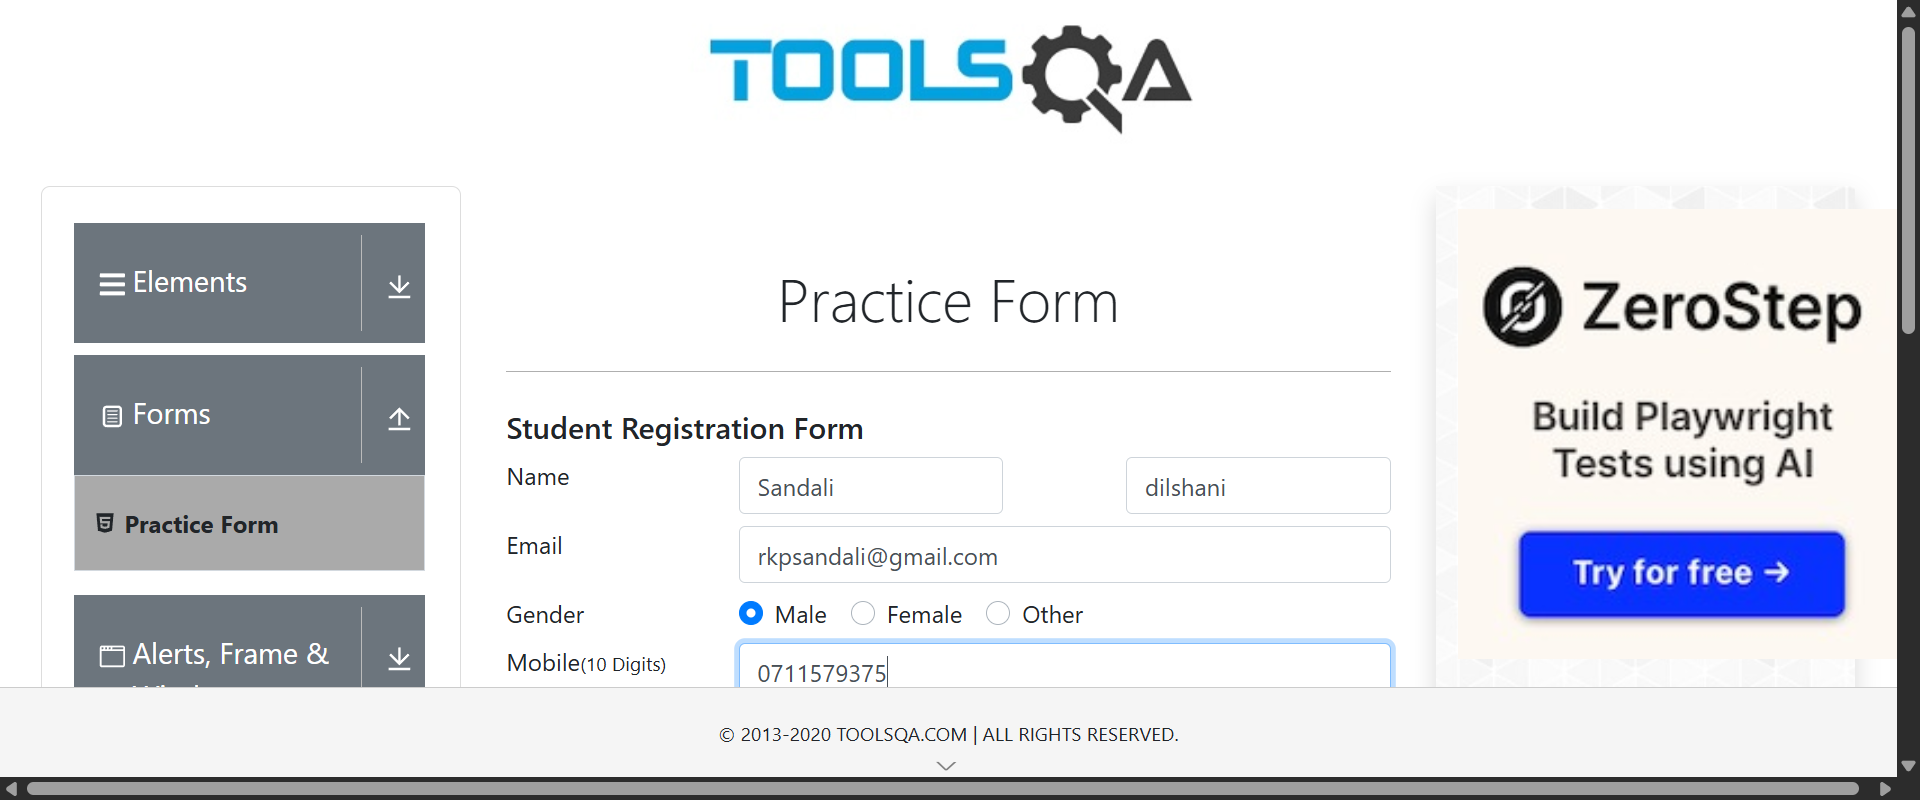 TOOLSQA
Elements
Forms
Practice Form
Alerts, Frame &
Practice Form
Student Registration Form
Name Sandali dilshani
Email rkpsandali@gmail.com
Gender Male Female Other
Mobile(10 Digits) 0711579375
ZeroStep
Build Playwright
Tests using AI
Try for free →
© 2013-2020 TOOLSQA.COM | ALL RIGHTS RESERVED.